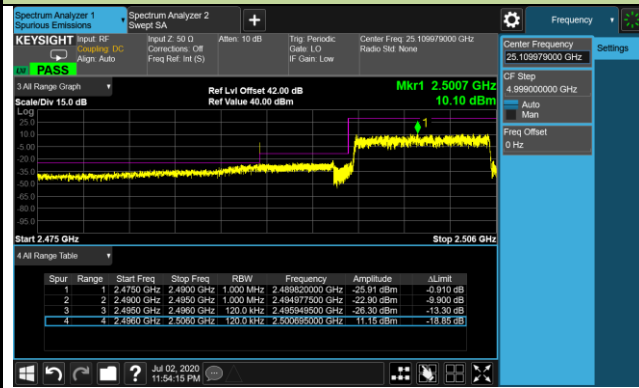 Spectrum Analyzer 1
Spurious Emissions
Spectrum Analyzer 2
Swept SA
Frequency
KEYSIGHT
Input: RF
Coupling: DC
Align: Auto
Input Z: 50 Ω
Corrections: Off
Freq Ref: Int (S)
Atten: 10 dB
Trig: Periodic
Gate: LO
IF Gain: Low
Center Freq: 25.109979000 GHz
Radio Std: None
PASS
3 All Range Graph
Scale/Div 15.0 dB
Ref Lvl Offset 42.00 dB
Ref Value 40.00 dBm
Mkr1 2.5007 GHz
10.10 dBm
Log
25.0
10.0
-5.00
-20.0
-35.0
-50.0
-65.0
-80.0
-95.0
1
Start 2.475 GHz
Stop 2.506 GHz
4 All Range Table
Spur Range Start Freq Stop Freq RBW Frequency Amplitude ΔLimit
1 1 2.4750 GHz 2.4900 GHz 1.000 MHz 2.489820000 GHz -25.91 dBm -0.910 dB
2 2 2.4900 GHz 2.4950 GHz 1.000 MHz 2.494977500 GHz -22.90 dBm -9.900 dB
3 3 2.4950 GHz 2.4960 GHz 120.0 kHz 2.495949500 GHz -26.30 dBm -13.30 dB
4 4 2.4960 GHz 2.5060 GHz 120.0 kHz 2.500695000 GHz 11.15 dBm -18.85 dB
Center Frequency
25.109979000 GHz
Settings
CF Step
4.999000000 GHz
Auto
Man
Freq Offset
0 Hz
Jul 02, 2020
11:54:15 PM